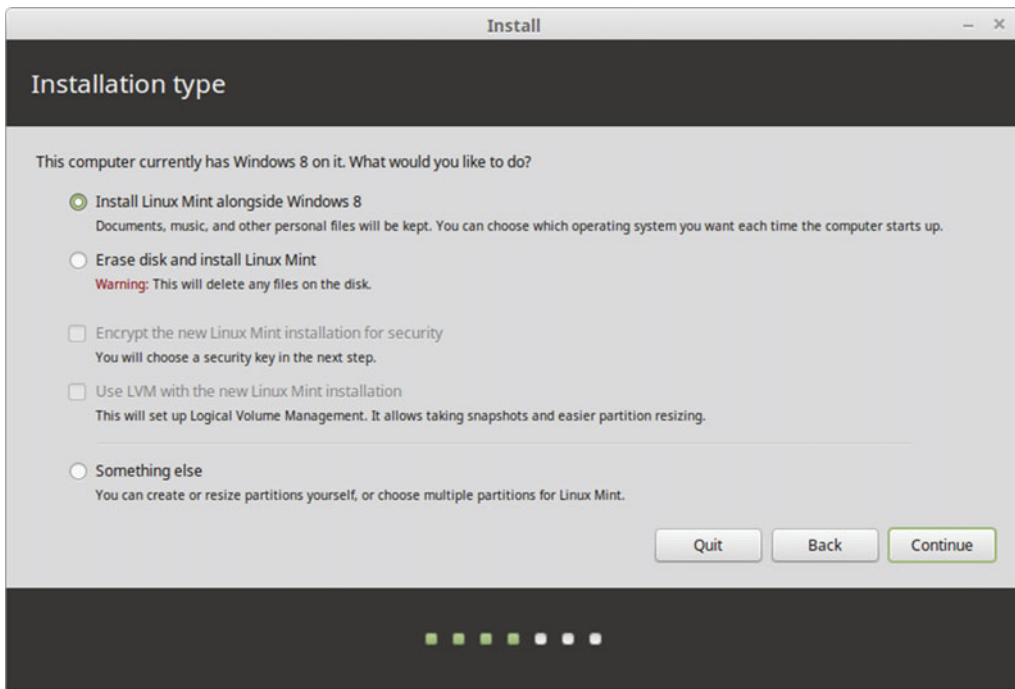 Install
Installation type
This computer currently has Windows 8 on it. What would you like to do?
Install Linux Mint alongside Windows 8
Documents, music, and other personal files will be kept. You can choose which operating system you want each time the computer starts up.
Erase disk and install Linux Mint
Warning: This will delete any files on the disk.
Encrypt the new Linux Mint installation for security
You will choose a security key in the next step.
Use LVM with the new Linux Mint installation
This will set up Logical Volume Management. It allows taking snapshots and easier partition resizing.
Something else
You can create or resize partitions yourself, or choose multiple partitions for Linux Mint.
Quit Back Continue